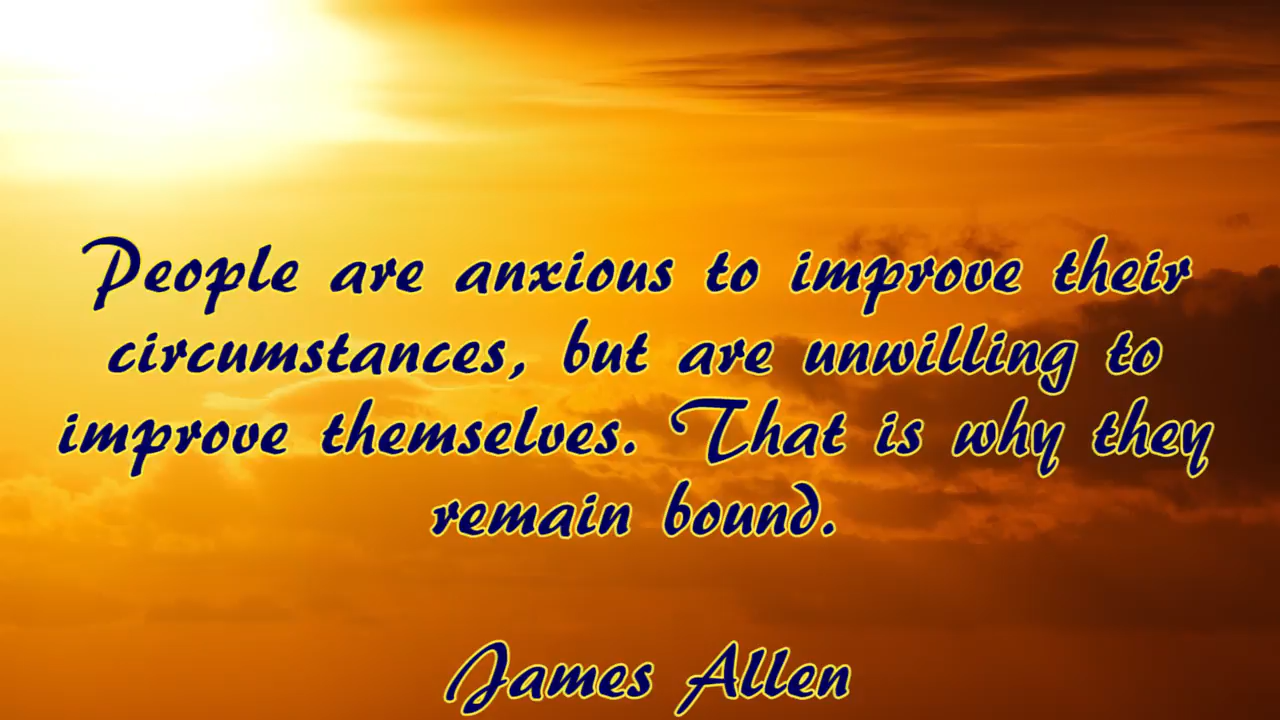 People are anxious to improve their
circumstances, but are unwilling to
improve themselves. That is why they
remain bound.
James Allen